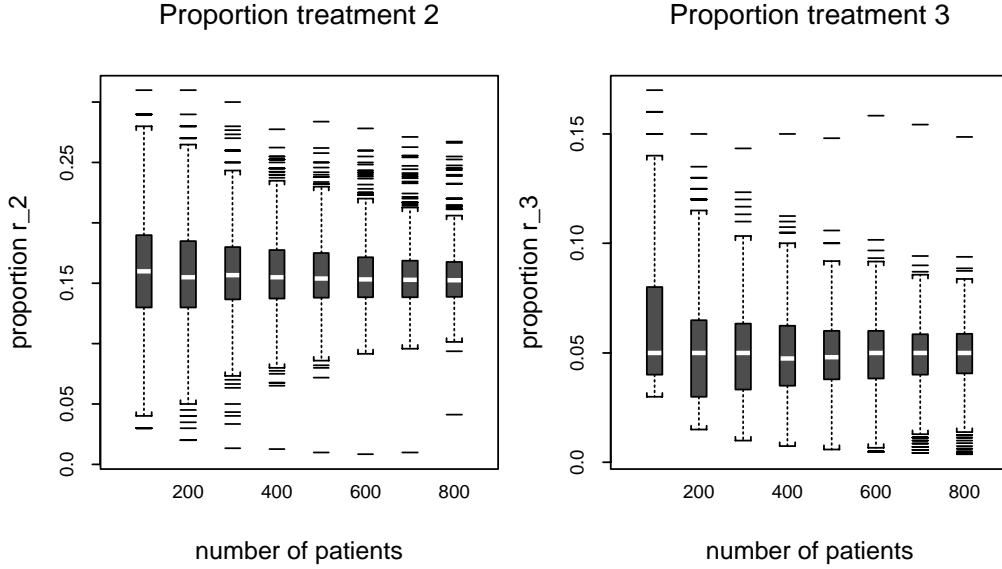 Proportion treatment 2
proportion r_2
0.25
0.15
0.05
0.0
200 400 600 800
number of patients
Proportion treatment 3
proportion r_3
0.15
0.10
0.05
0.0
200 400 600 800
number of patients